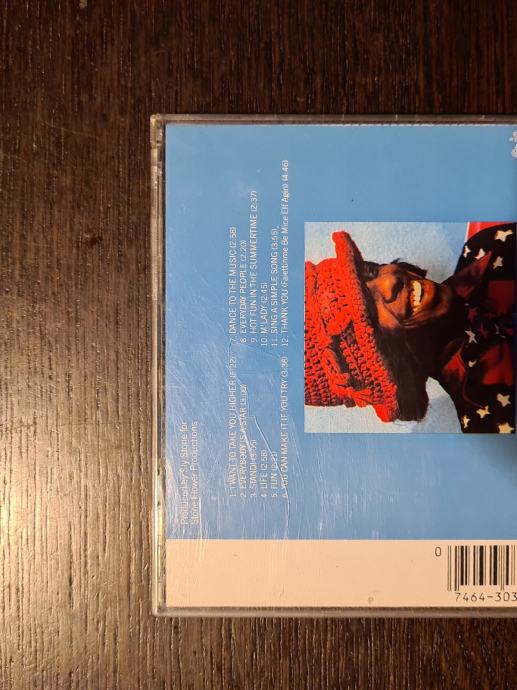 Produced by Sly Stone for
Stone Flower Productions
1. I WANT TO TAKE YOU HIGHER (5:22)
2. EVERYBODY IS A STAR (3:00)
3. STAND! (3:05)
4. LIFE (2:58)
5. FUN (2:21)
6. YOU CAN MAKE IT IF YOU TRY (3:38)
7. DANCE TO THE MUSIC (2:58)
8. EVERYDAY PEOPLE (2:20)
9. HOT FUN IN THE SUMMERTIME (2:37)
10. M'LADY (2:45)
11. SING A SIMPLE SONG (3:55)
12. THANK YOU (Falettinme Be Mice Elf Agin) (4:46)
0
7464-303